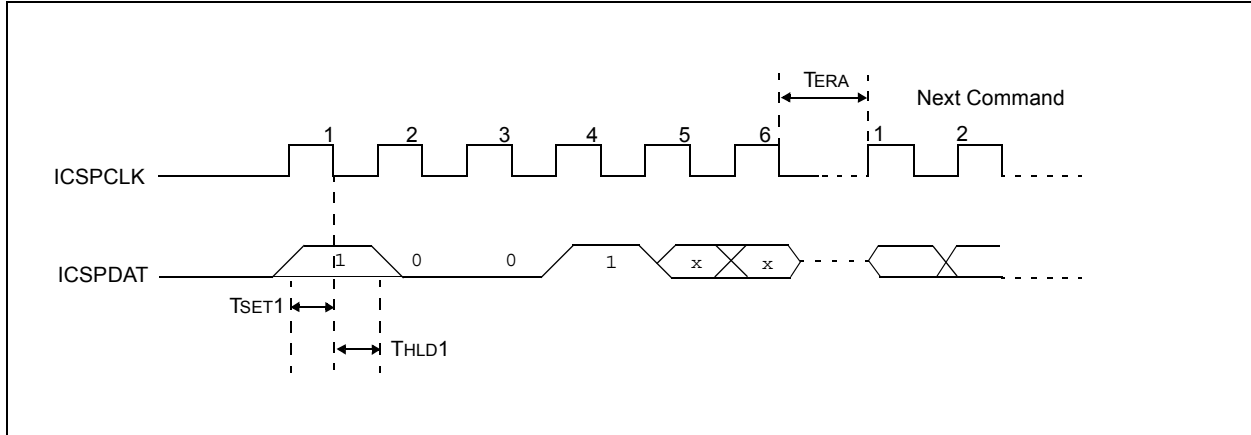 TERA
Next Command
1 2 3 4 5 6 1 2
ICSPCLK
ICSPDAT
1 0 0 1 x x
TSET1
THLD1